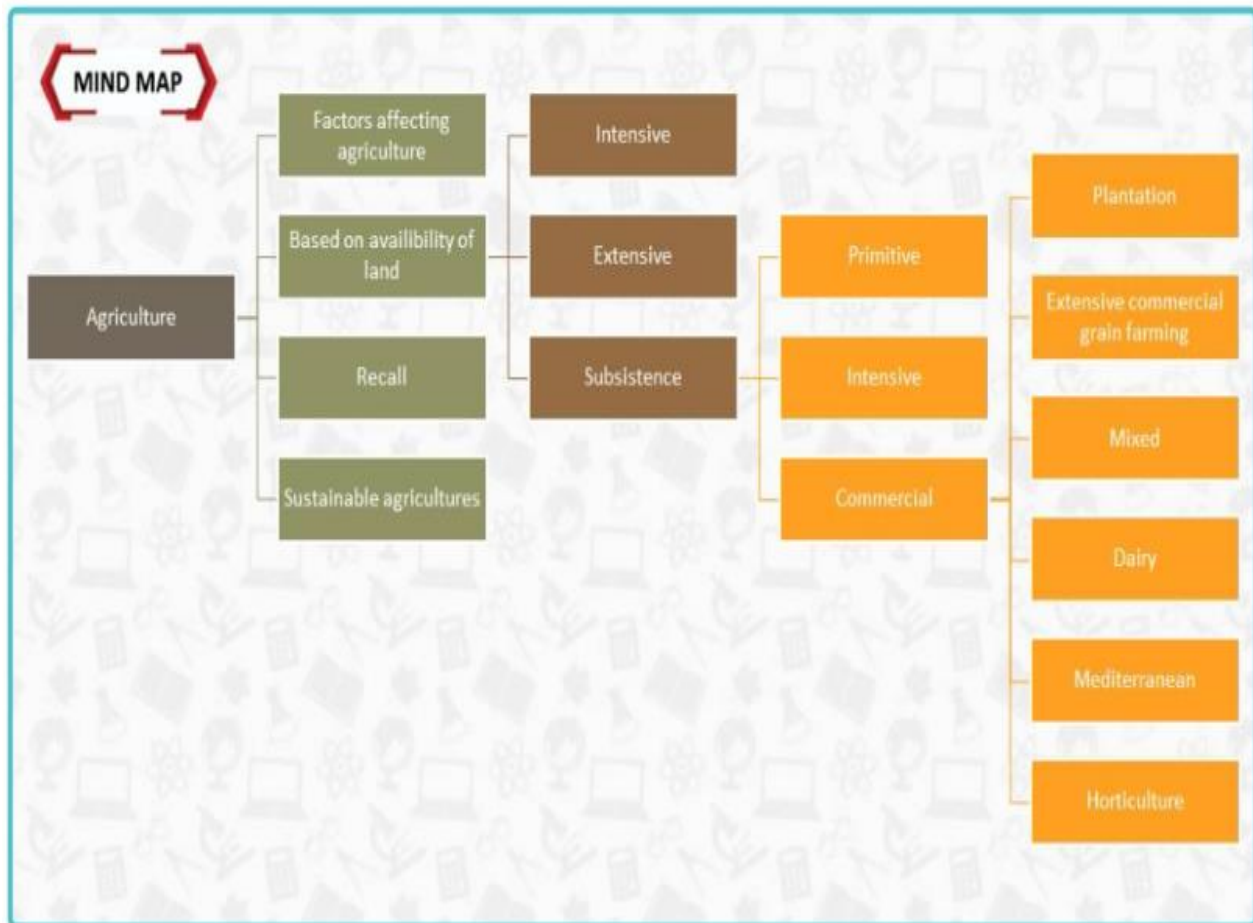 MIND MAP
Factors affecting
agriculture
Intensive
Plantation
Based on availibility of
land
Extensive
Primitive
Agriculture
Extensive commercial
grain farming
Recall
Subsistence
Intensive
Mixed
Sustainable agricultures
Commercial
Dairy
Mediterranean
Horticulture